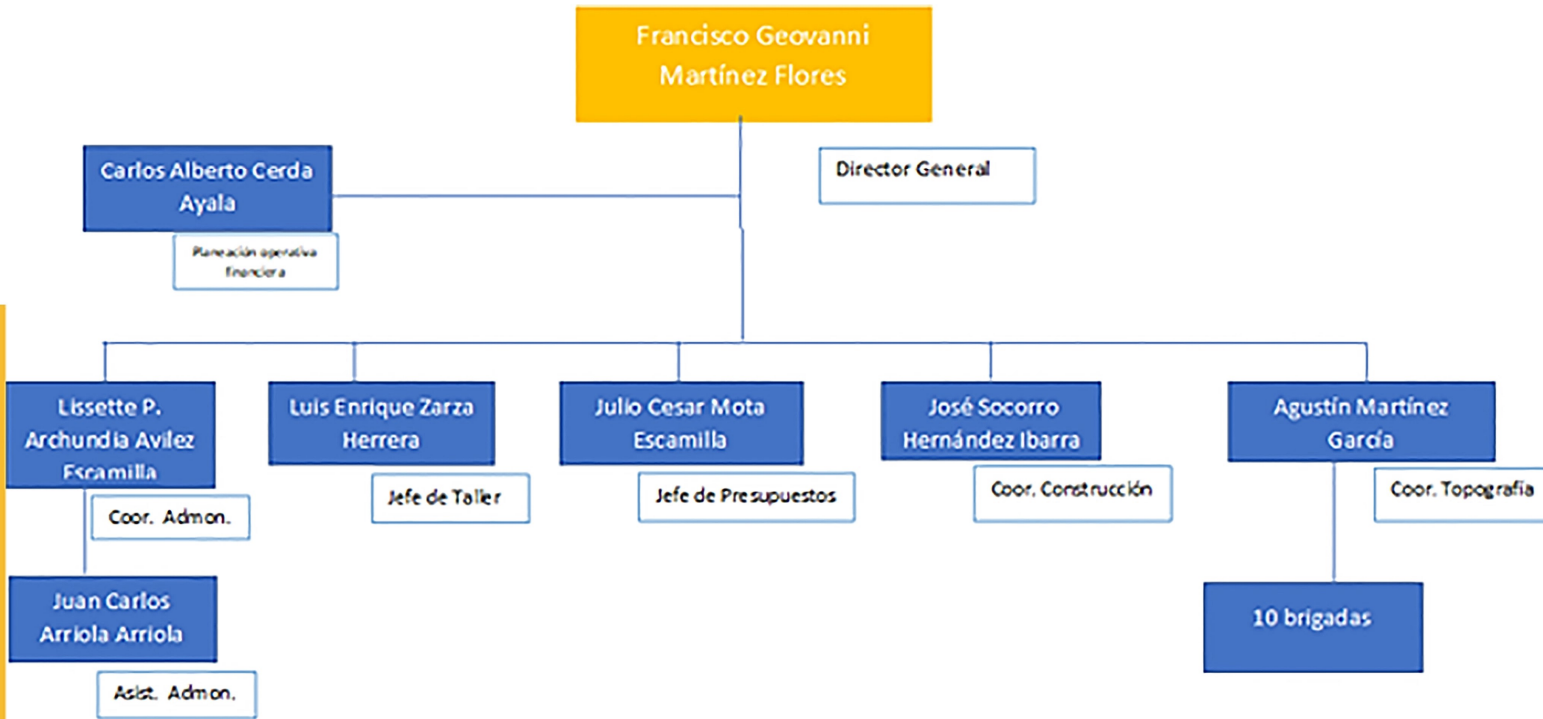 Francisco Geovanni
Martínez Flores
Director General
Carlos Alberto Cerda
Ayala
Planeación operativa
financiera
Lissette P.
Archundia Avilez
Escamilla
Coor. Admon.
Luis Enrique Zarza
Herrera
Jefe de Taller
Julio Cesar Mota
Escamilla
Jefe de Presupuestos
José Socorro
Hernández Ibarra
Coor. Construcción
Agustín Martínez
García
Coor. Topografía
Juan Carlos
Arriola Arriola
Asist. Admon.
10 brigadas